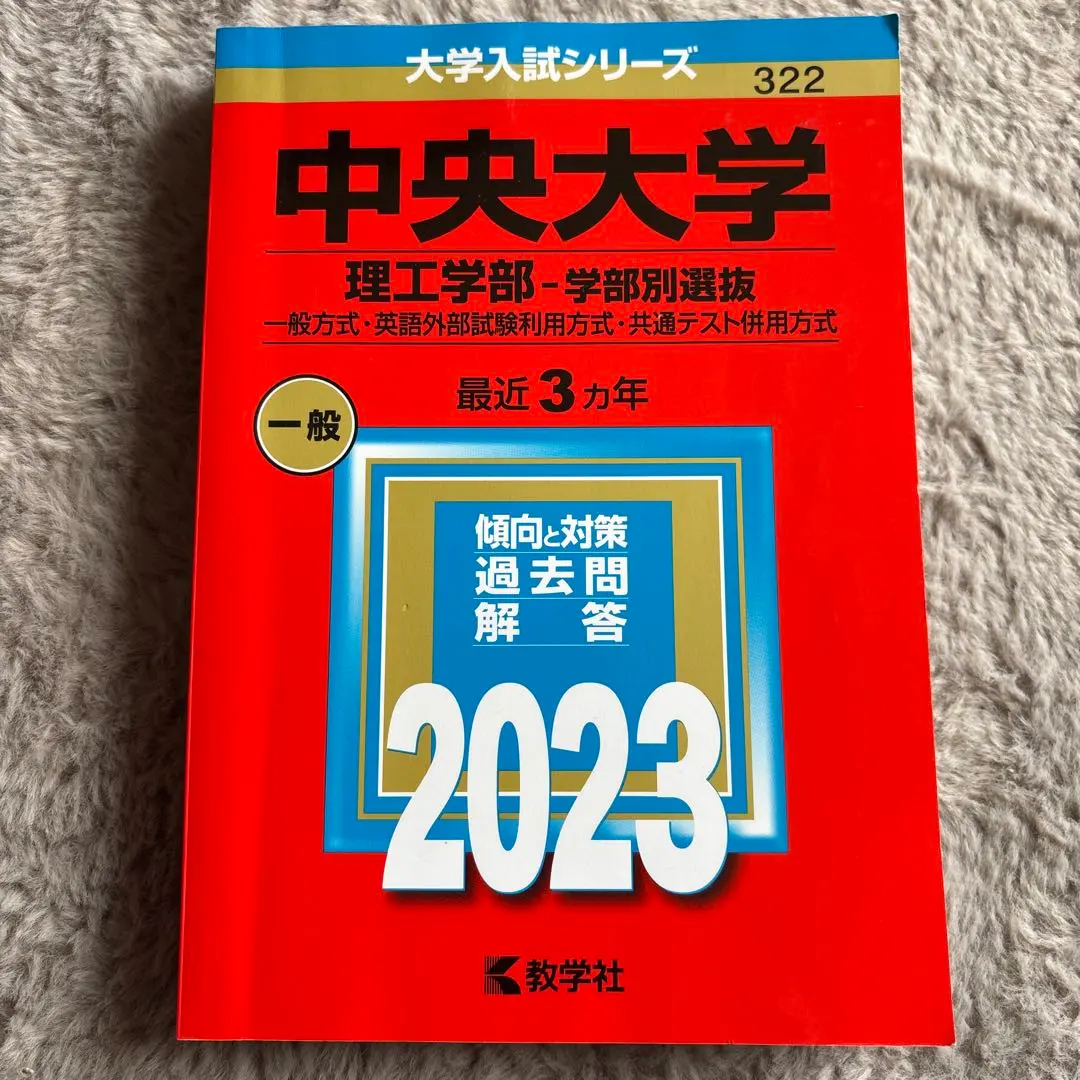 大学入試シリーズ
322
中央大学
理工学部-学部別選抜
一般方式・英語外部試験利用方式・共通テスト併用方式
最近3カ年
一般
傾向と対策
過去問
解答
2023
教学社